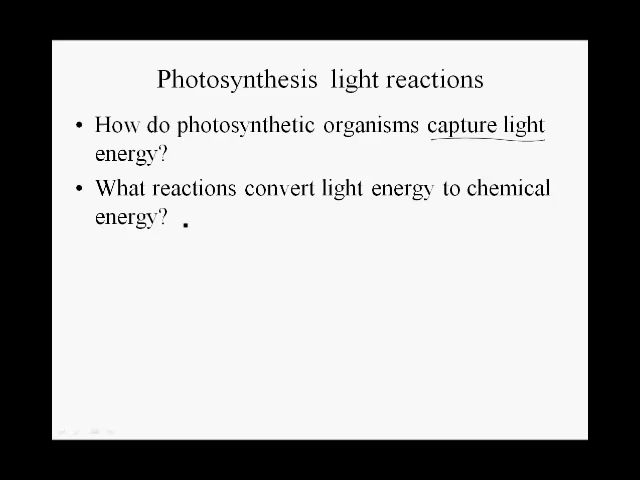 Photosynthesis light reactions
• How do photosynthetic organisms capture light
energy?
• What reactions convert light energy to chemical
energy?